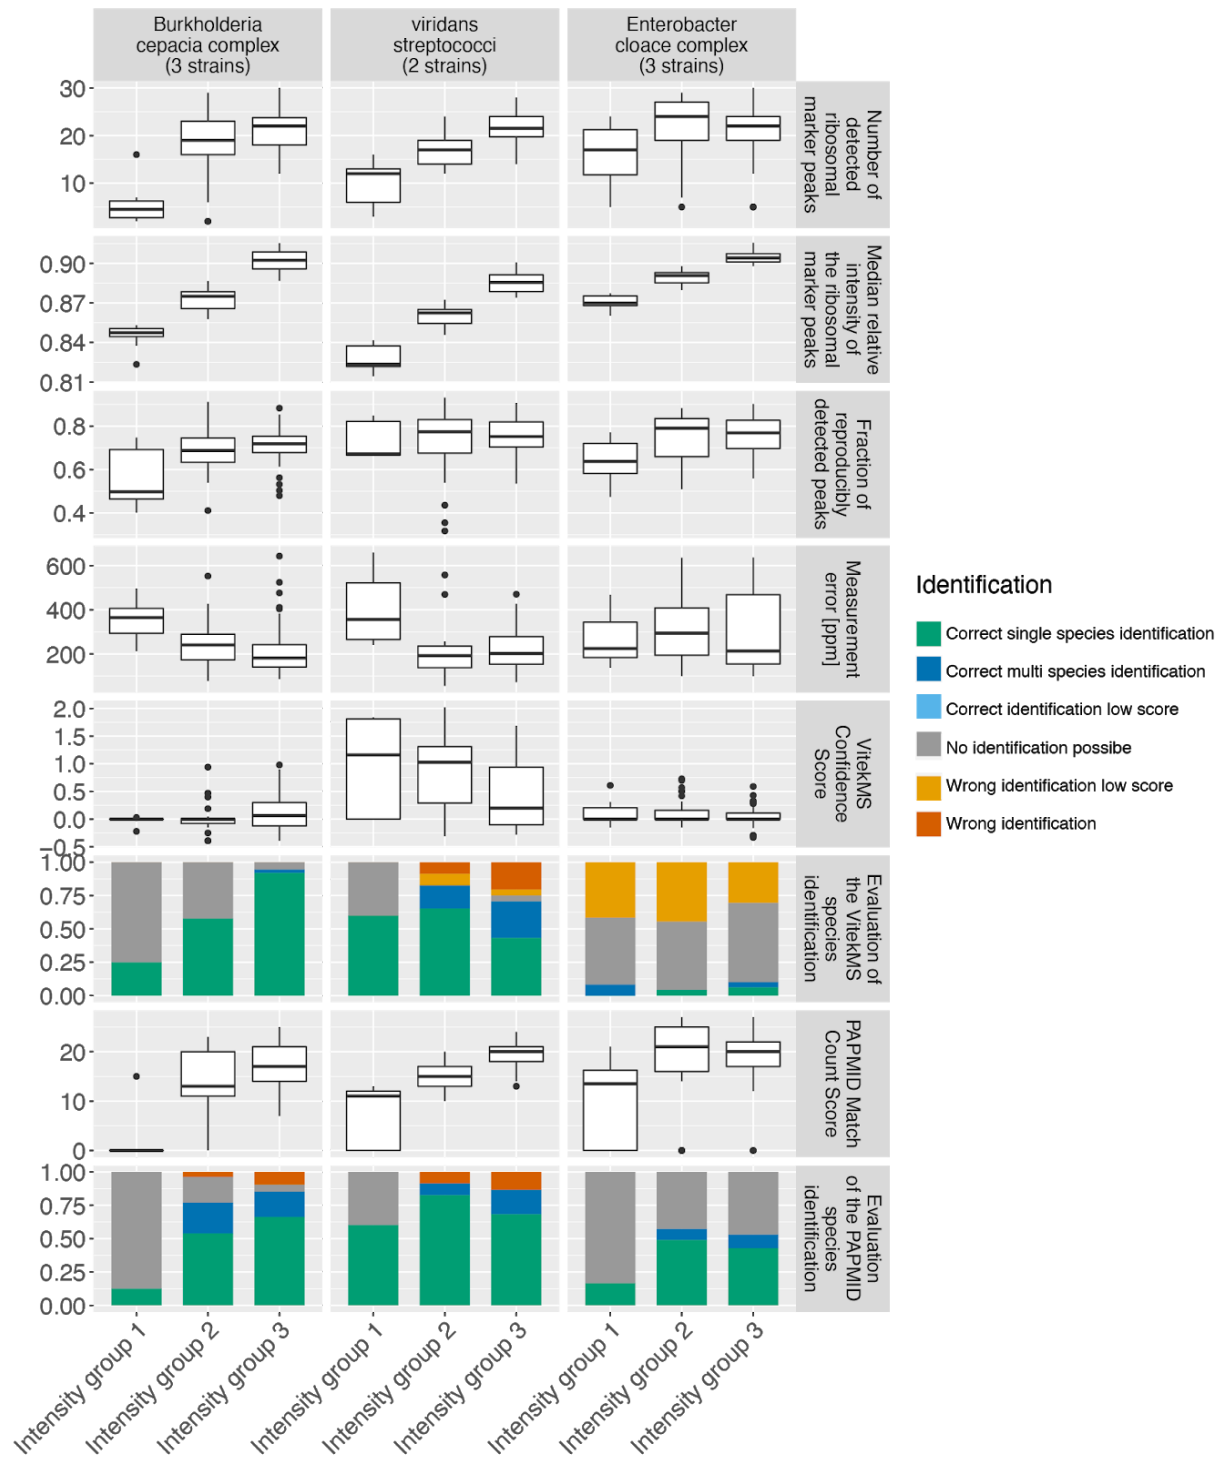 Burkholderia
cepacia complex
(3 strains)
viridans
streptococci
(2 strains)
Enterobacter
cloace complex
(3 strains)
30
20
10
Number of
detected
ribosomal
marker peaks
0.90
0.87
0.84
0.81
Median relative
intensity of
the ribosomal
marker peaks
0.8
0.6
0.4
Fraction of
reproducibly
detected peaks
600
400
200
Measurement
error [ppm]
2.0
1.5
1.0
0.5
0.0
−0.5
VitekMS
Confidence
Score
1.00
0.75
0.50
0.25
0.00
Evaluation of
the VitekMS
species
identification
20
10
0
PAPMID Match
Count Score
1.00
0.75
0.50
0.25
0.00
Evaluation
of the PAPMID
species
identification
Intensity group 1
Intensity group 2
Intensity group 3
Intensity group 1
Intensity group 2
Intensity group 3
Intensity group 1
Intensity group 2
Intensity group 3
Identification
Correct single species identification
Correct multi species identification
Correct identification low score
No identification possibe
Wrong identification low score
Wrong identification